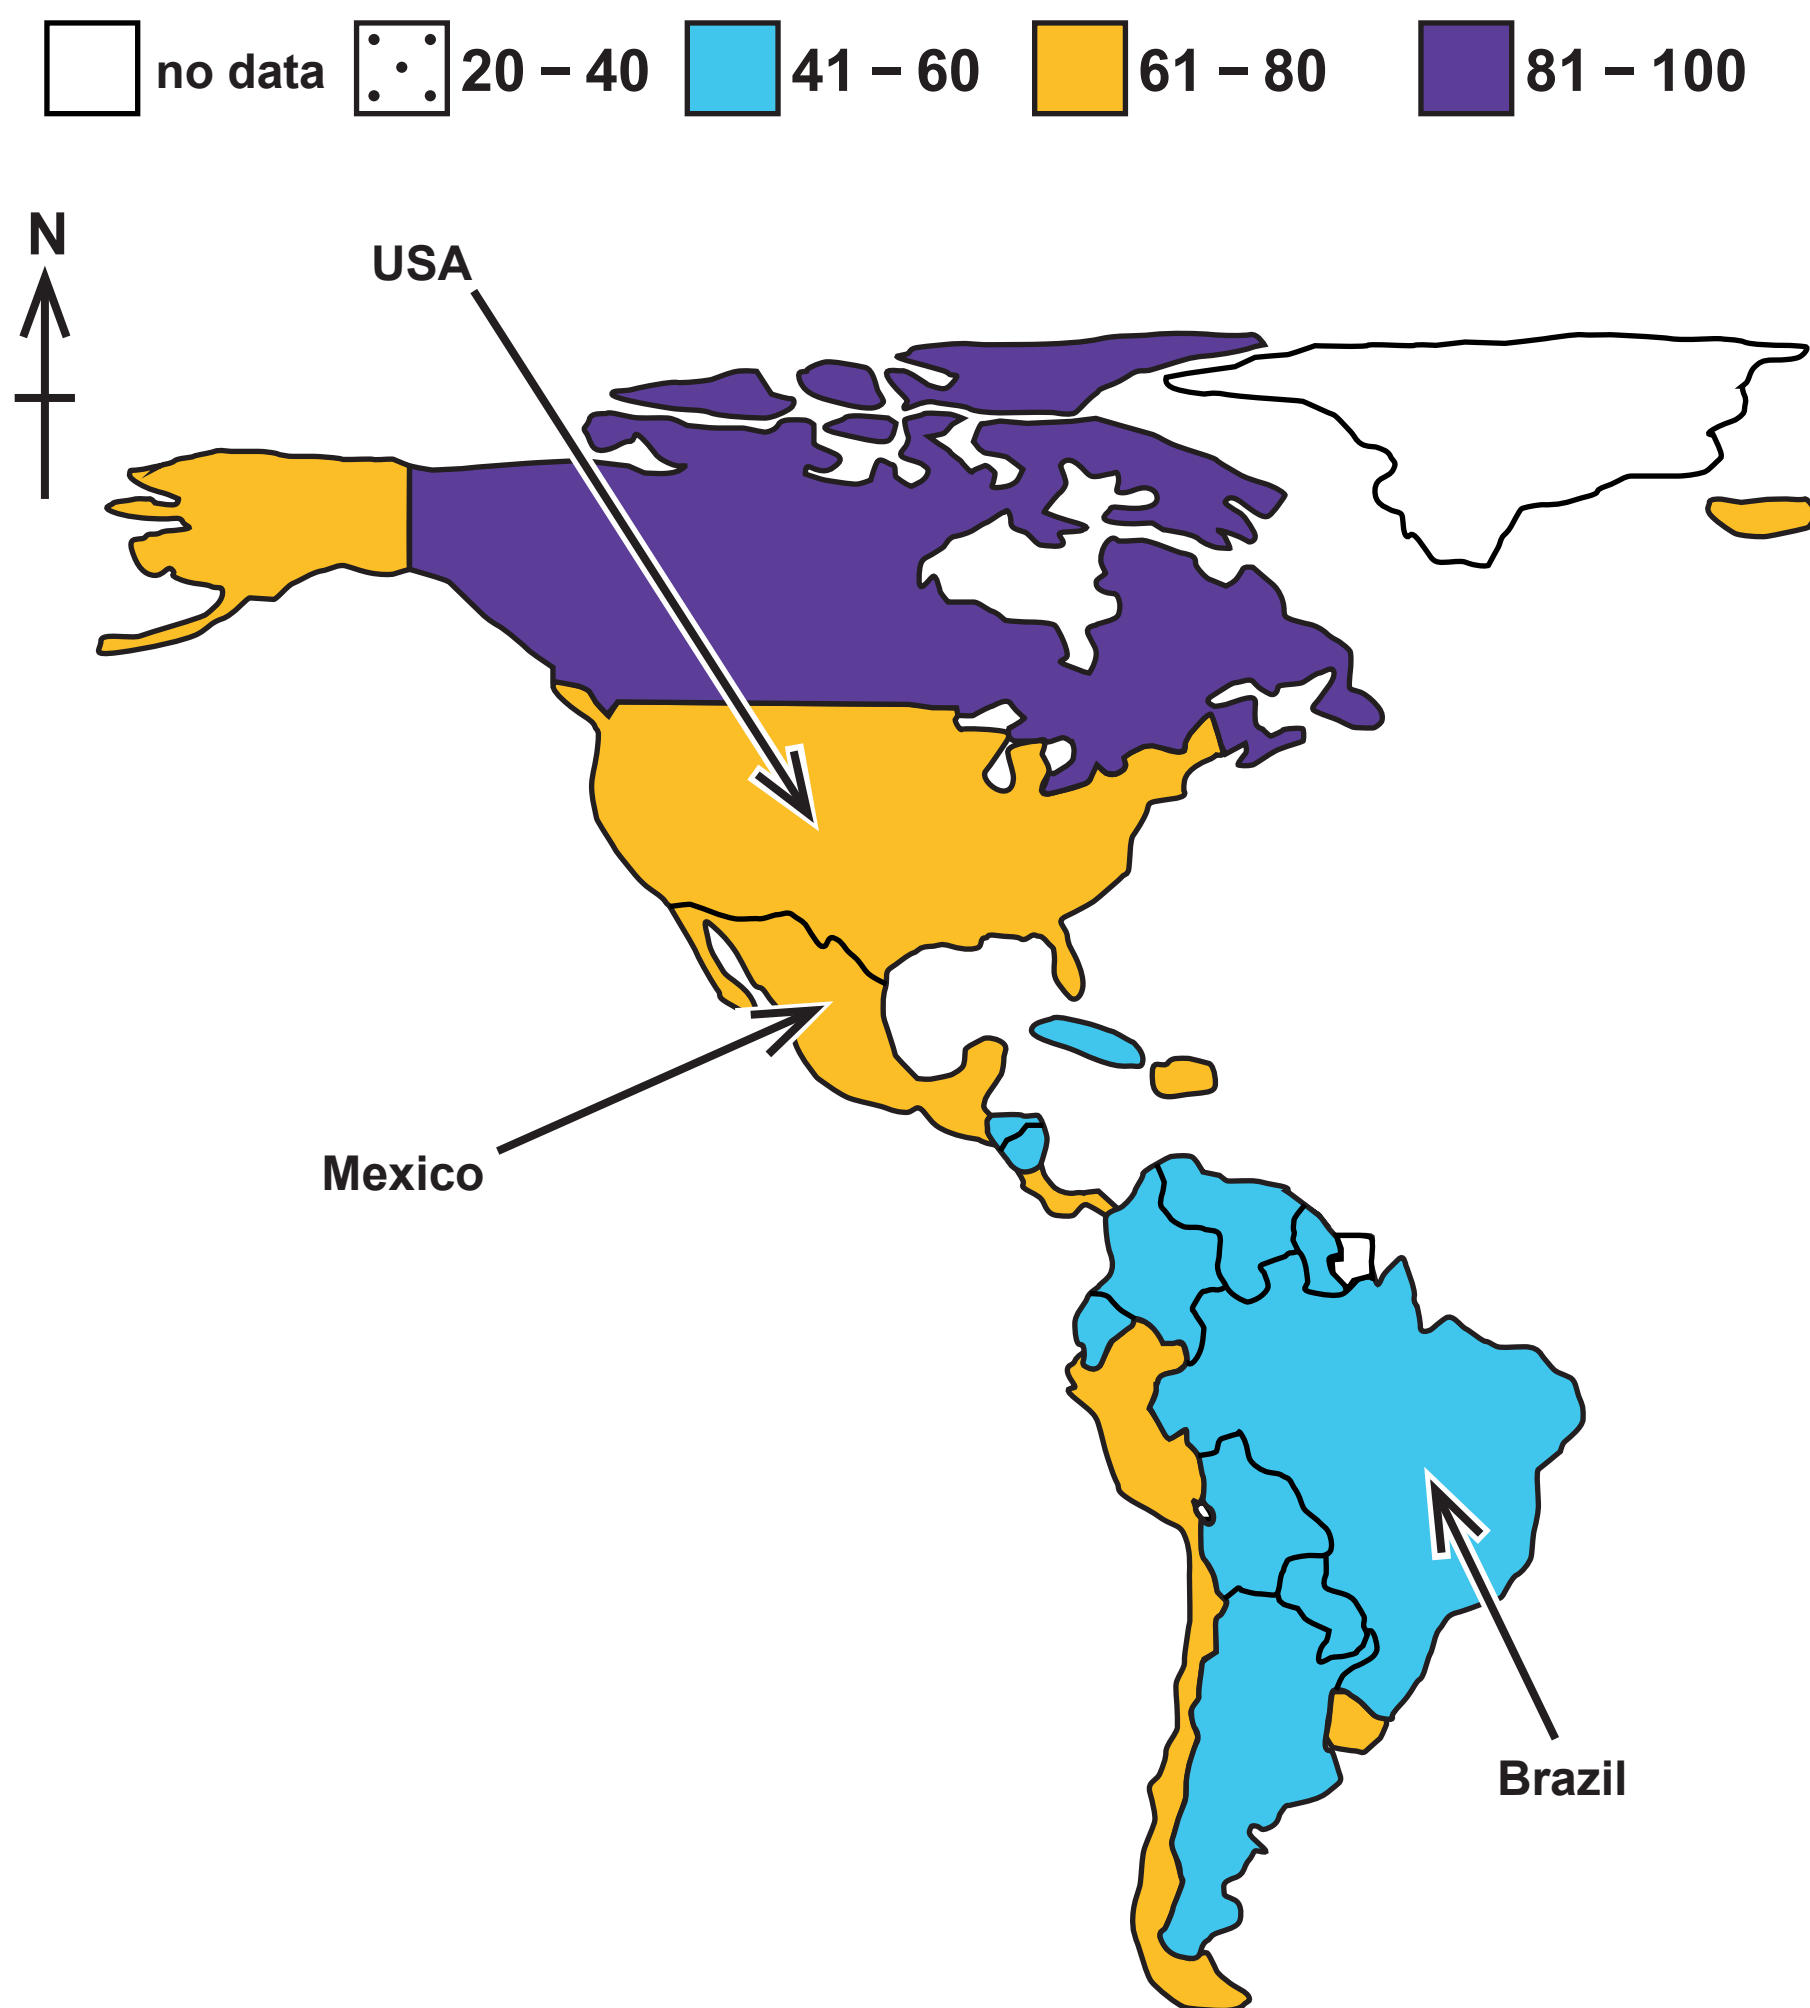 no data 20 – 40 41 – 60 61 – 80 81 – 100
N
USA
Mexico
Brazil